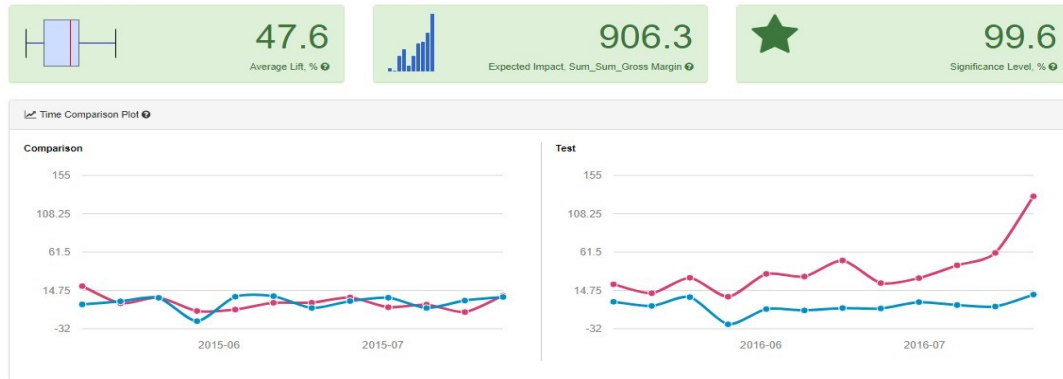 47.6
Average Lift, %
906.3
Expected Impact, Sum_Sum_Gross Margin
99.6
Significance Level, %
Time Comparison Plot
Comparison
155
108.25
61.5
14.75
-32
2015-06 2015-07
Test
155
108.25
61.5
14.75
-32
2016-06 2016-07